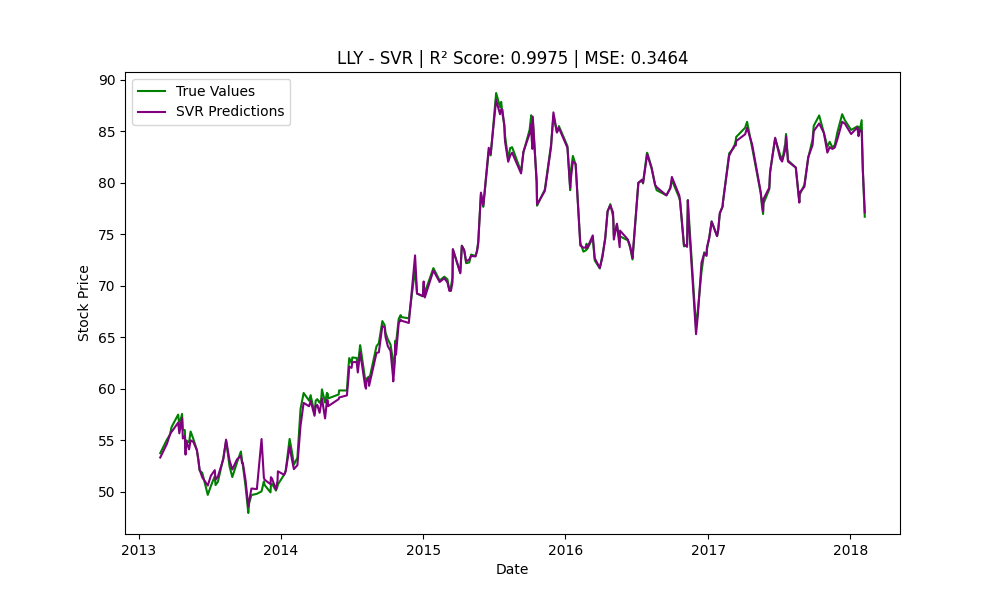 LLY - SVR | R² Score: 0.9975 | MSE: 0.3464
True Values
SVR Predictions
Stock Price
90
85
80
75
70
65
60
55
50
2013 2014 2015 2016 2017 2018
Date